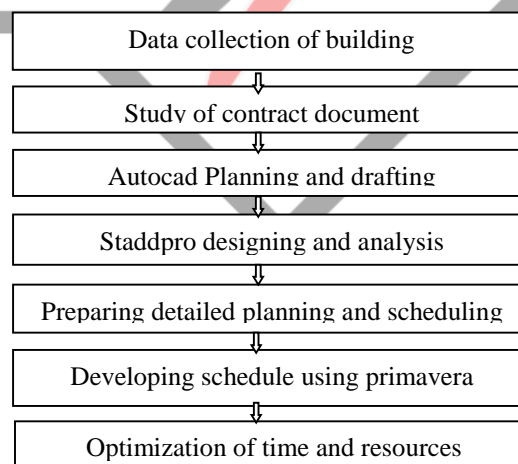 Data collection of building
Study of contract document
Autocad Planning and drafting
Staddpro designing and analysis
Preparing detailed planning and scheduling
Developing schedule using primavera
Optimization of time and resources